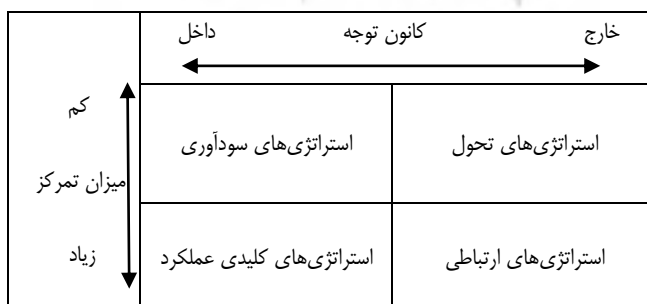 خارج کانون توجه داخل
کم
استراتژی‌های تحول استراتژی‌های سودآوری
میزان تمرکز
استراتژی‌های ارتباطی استراتژی‌های کلیدی عملکرد
زیاد